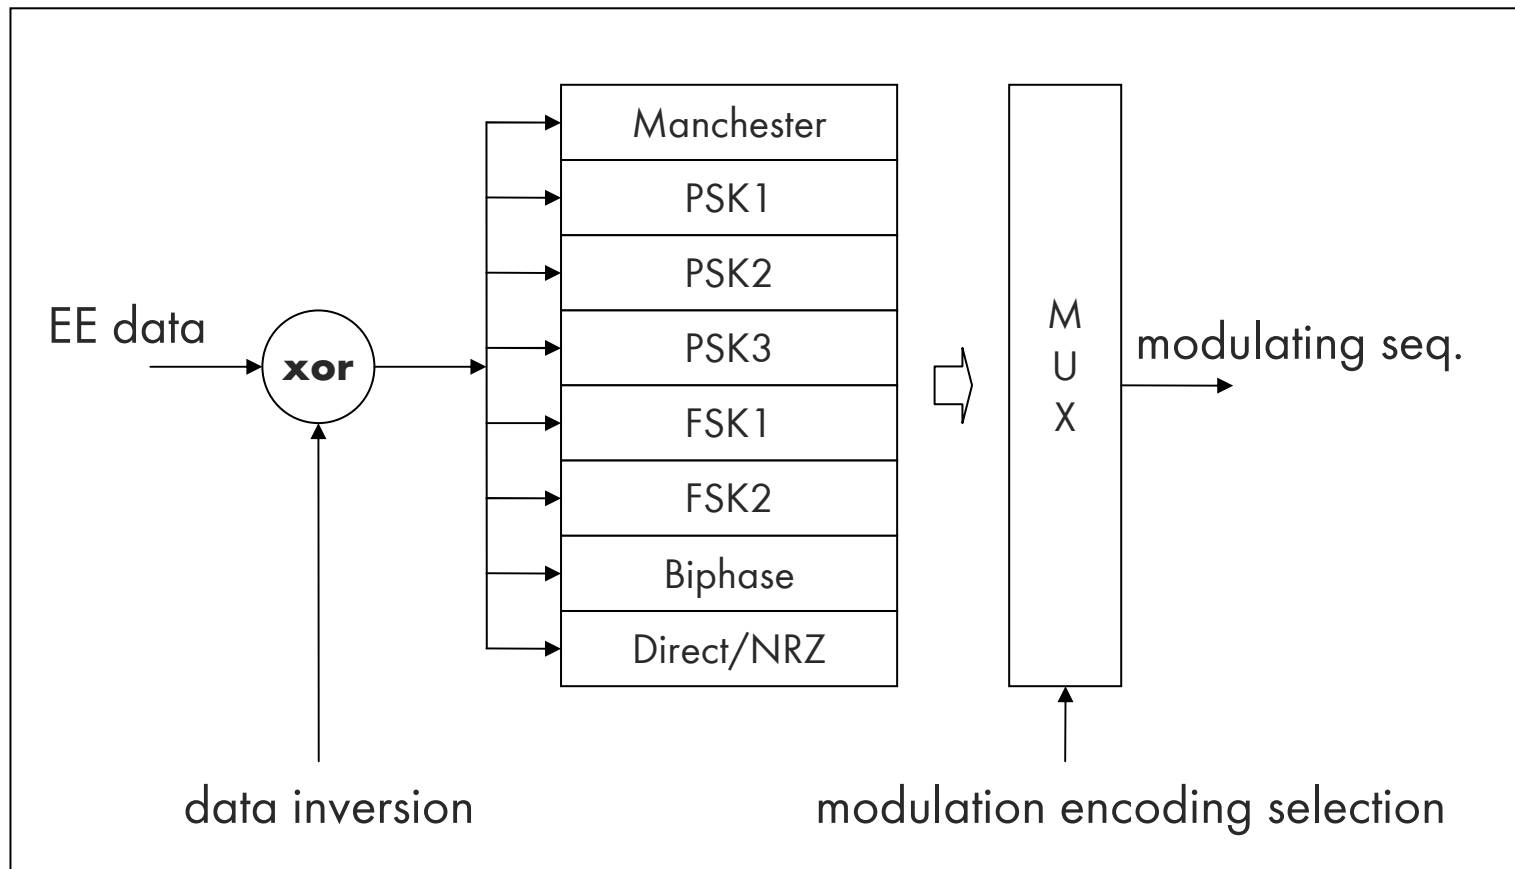 Manchester
PSK1
PSK2
PSK3
FSK1
FSK2
Biphase
Direct/NRZ
EE data
xor
M
U
X
modulating seq.
data inversion
modulation encoding selection